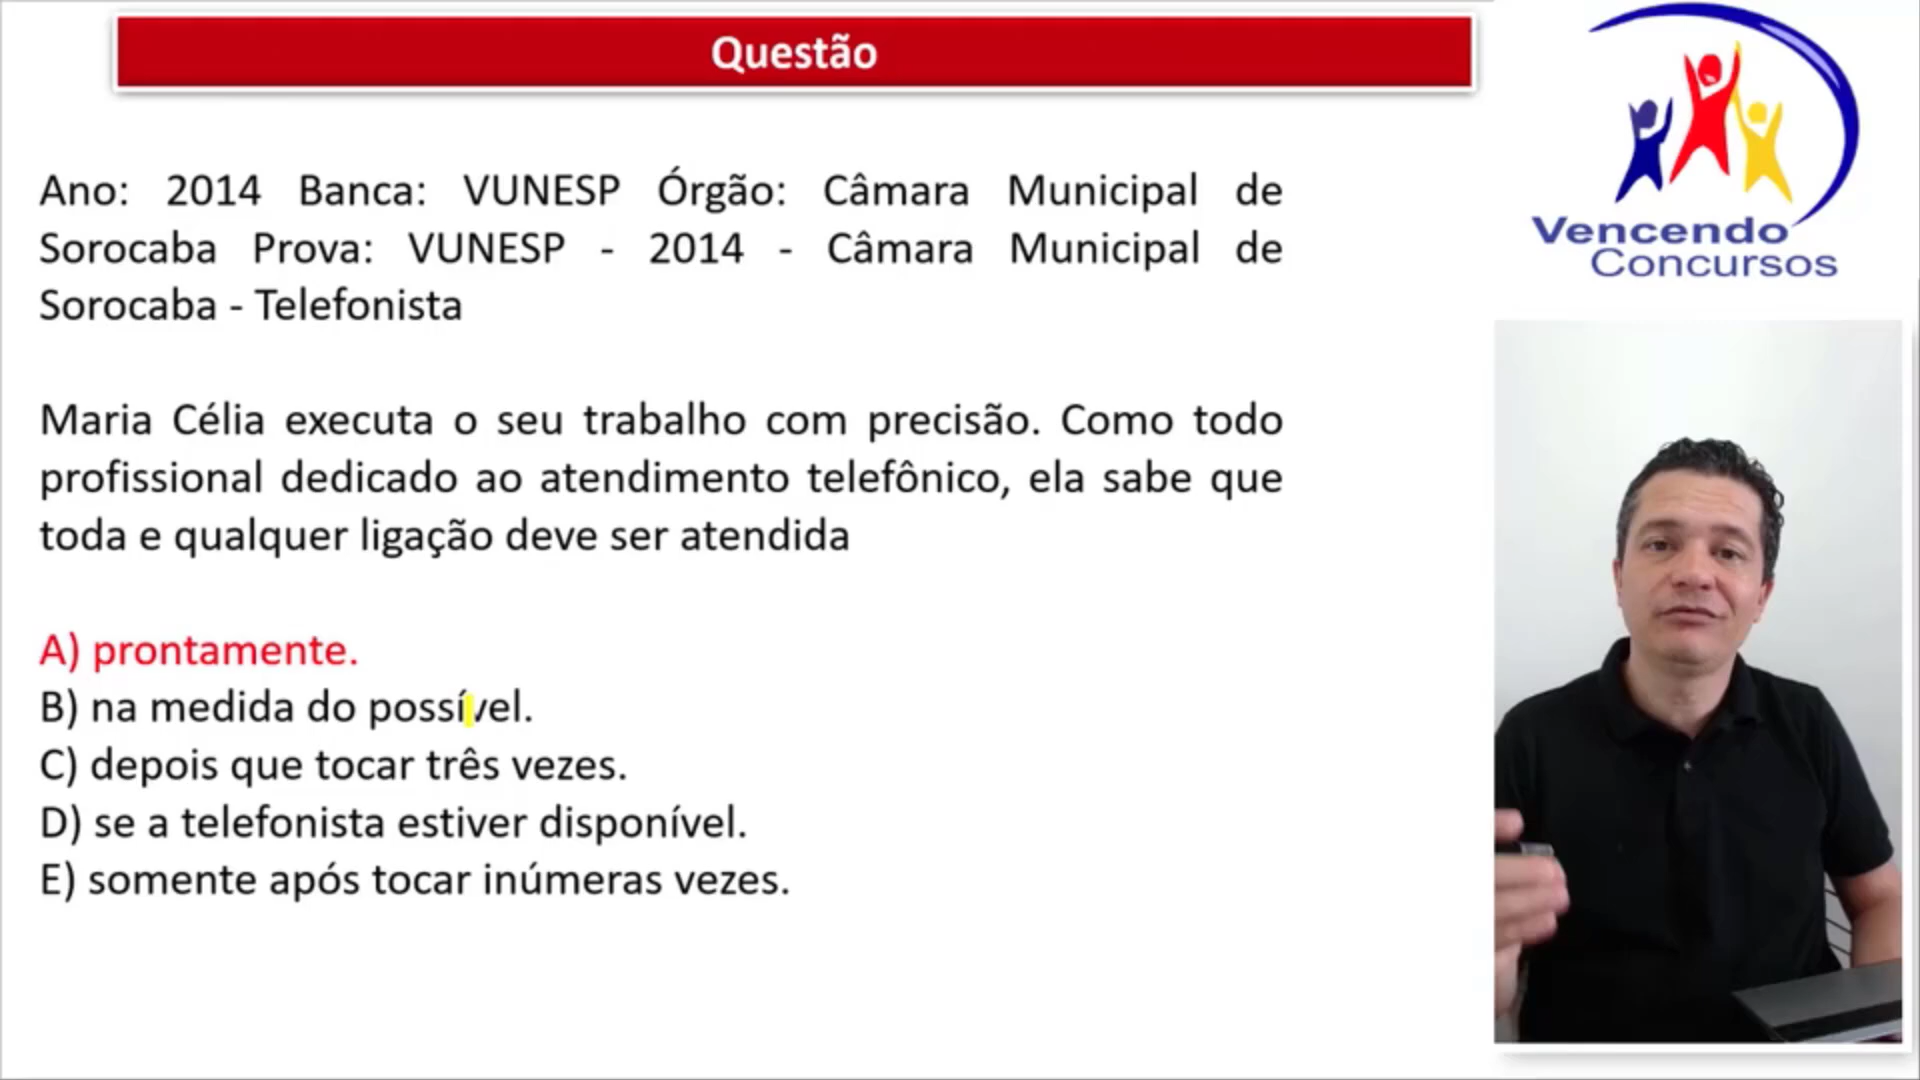 Questão
Ano: 2014 Banca: VUNESP Órgão: Câmara Municipal de
Sorocaba Prova: VUNESP - 2014 - Câmara Municipal de
Sorocaba - Telefonista
Maria Célia executa o seu trabalho com precisão. Como todo
profissional dedicado ao atendimento telefônico, ela sabe que
toda e qualquer ligação deve ser atendida
A) prontamente.
B) na medida do possível.
C) depois que tocar três vezes.
D) se a telefonista estiver disponível.
E) somente após tocar inúmeras vezes.
Vencendo
Concursos